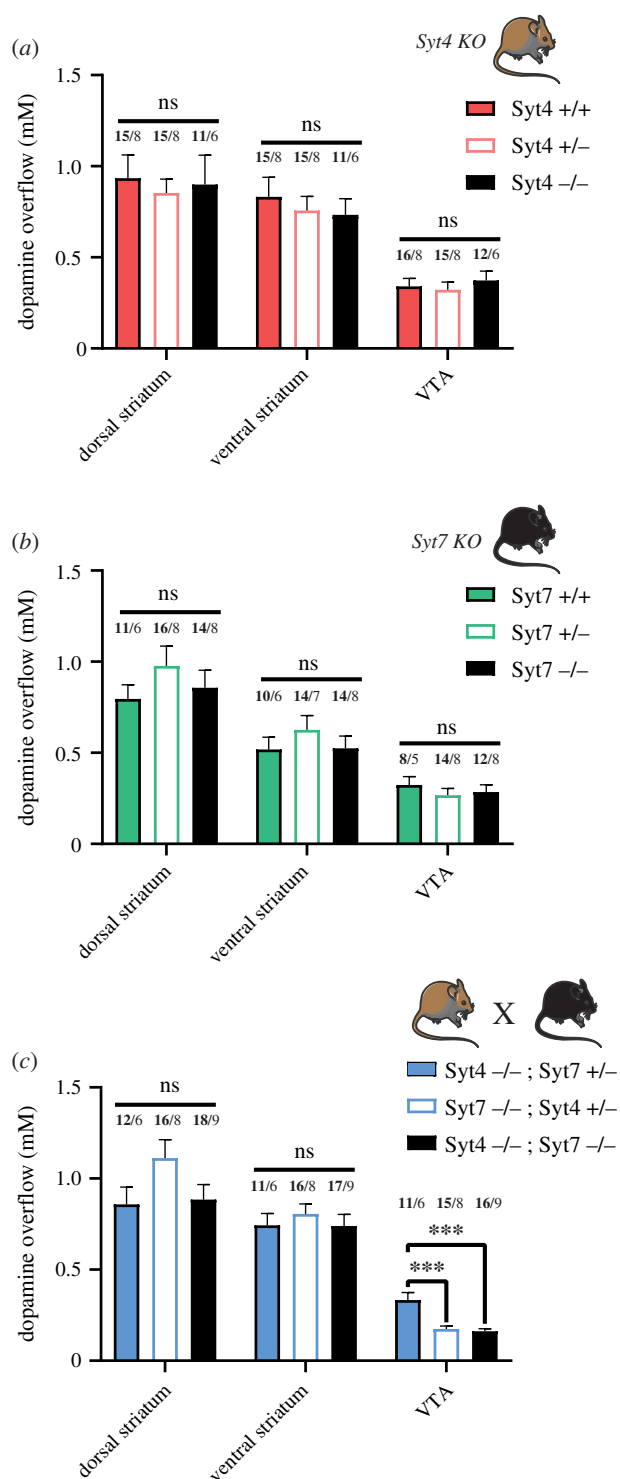 (a)
Syt4 KO
dopamine overflow (mM)
1.5
1.0
0.5
0
ns
15/8 15/8 11/6
ns
15/8 15/8 11/6
ns
16/8 15/8 12/6
Syt4 +/+
Syt4 +/–
Syt4 –/–
dorsal striatum
ventral striatum
VTA
(b)
Syt7 KO
dopamine overflow (mM)
1.5
1.0
0.5
0
ns
11/6 16/8 14/8
ns
10/6 14/7 14/8
ns
8/5 14/8 12/8
Syt7 +/+
Syt7 +/–
Syt7 –/–
dorsal striatum
ventral striatum
VTA
(c)
X
dopamine overflow (mM)
1.5
1.0
0.5
0
ns
12/6 16/8 18/9
ns
11/6 16/8 17/9
11/6 15/8 16/9
***
***
Syt4 –/– ; Syt7 +/–
Syt7 –/– ; Syt4 +/–
Syt4 –/– ; Syt7 –/–
dorsal striatum
ventral striatum
VTA